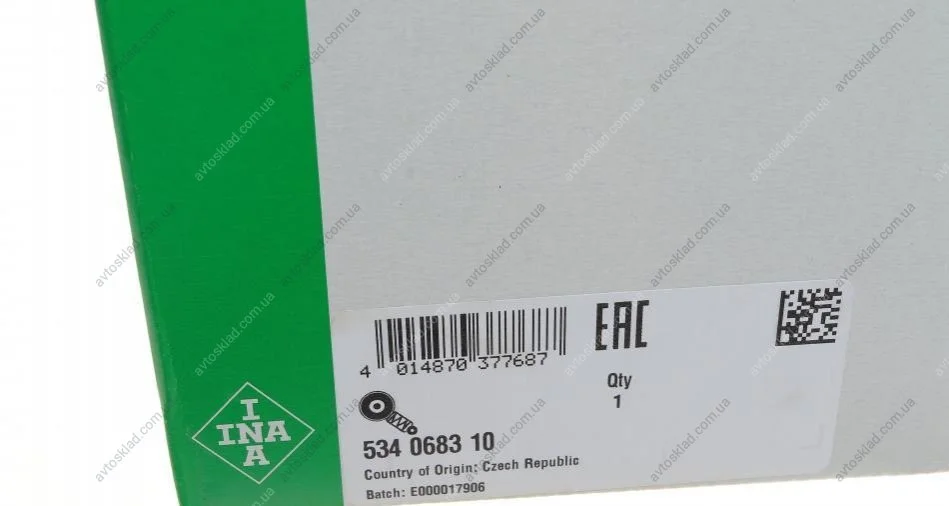 4 014870 377687
EAC
Qty
1
534 0683 10
Country of Origin: Czech Republic
Batch: E000017906
I
INA
A
avtosklad.com.ua